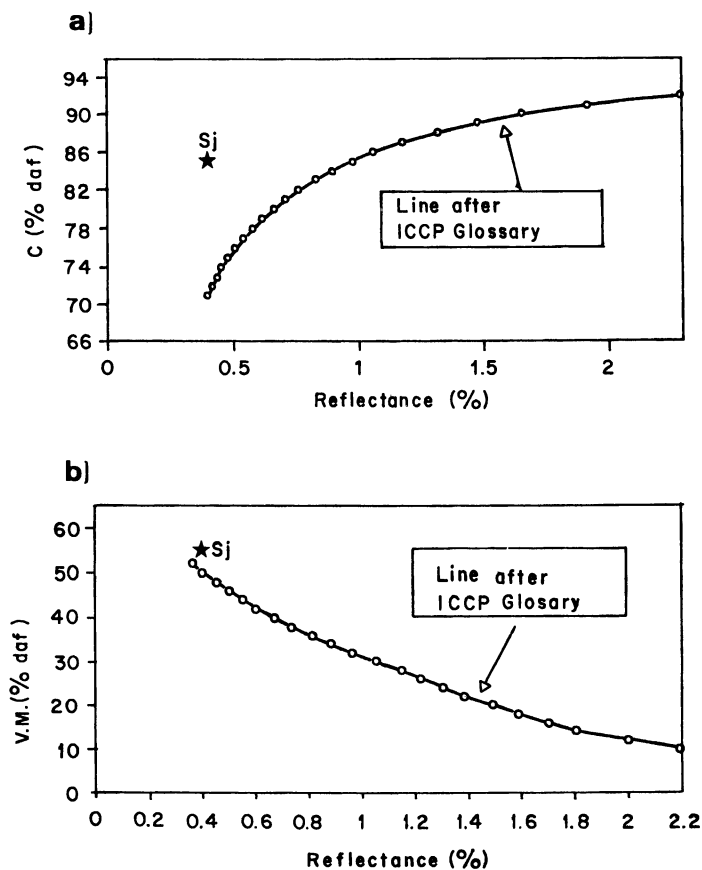 a)
94
90
86
82
78
74
70
66
C (% daf)
Sj
Line after
ICCP Glossary
0 0.5 1 1.5 2
Reflectance (%)
b)
60
50
40
30
20
10
0
V.M.(% daf)
Sj
Line after
ICCP Glosary
0 0.2 0.4 0.6 0.8 1 1.2 1.4 1.6 1.8 2 2.2
Reflectance (%)